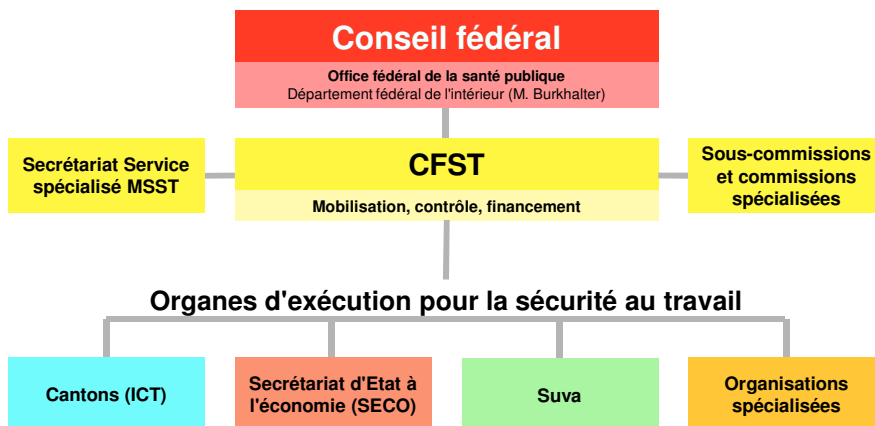 Conseil fédéral
Office fédéral de la santé publique
Département fédéral de l'intérieur (M. Burkhalter)
Secrétariat Service
spécialisé MSST
CFST
Mobilisation, contrôle, financement
Sous-commissions
et commissions
spécialisées
Organes d'exécution pour la sécurité au travail
Cantons (ICT)
Secrétariat d'Etat à
l'économie (SECO)
Suva
Organisations
spécialisées